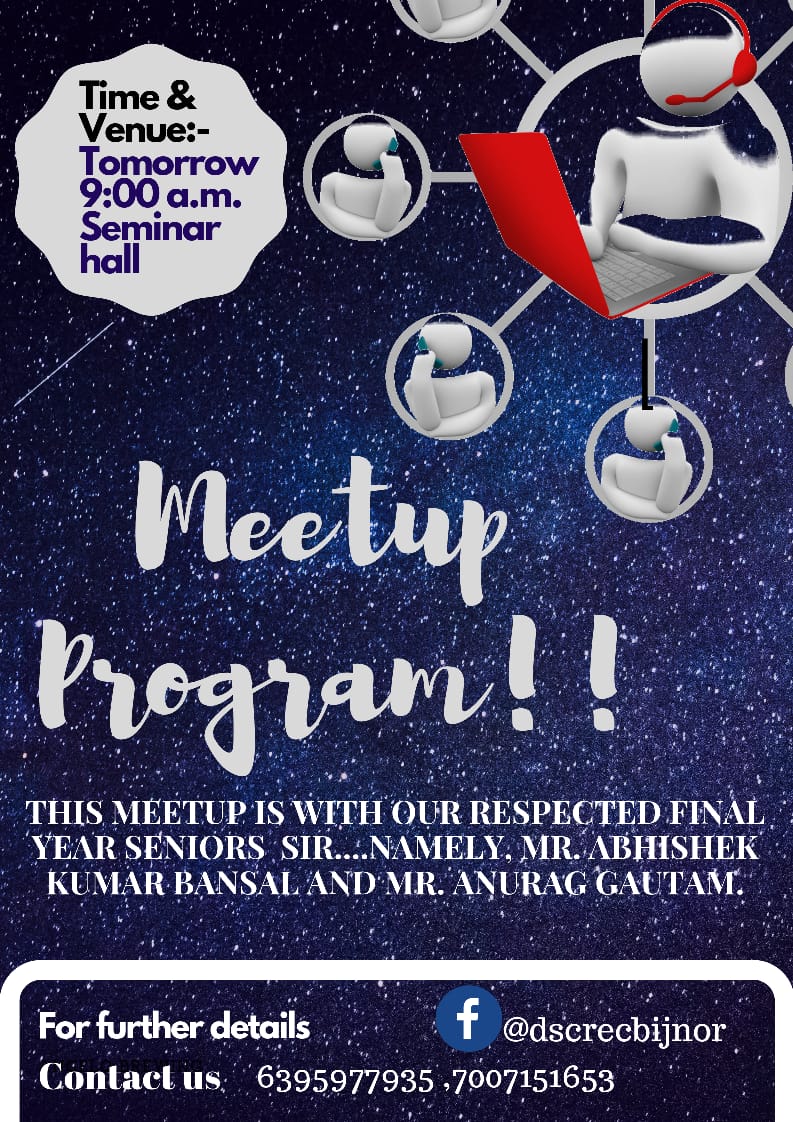 Time &
Venue:-
Tomorrow
9:00 a.m.
Seminar
hall
Meetup
Program!!
THIS MEETUP IS WITH OUR RESPECTED FINAL
YEAR SENIORS SIR....NAMELY, MR. ABHISHEK
KUMAR BANSAL AND MR. ANURAG GAUTAM.
For further details
f @dscrecbijnor
Contact us 6395977935 ,7007151653